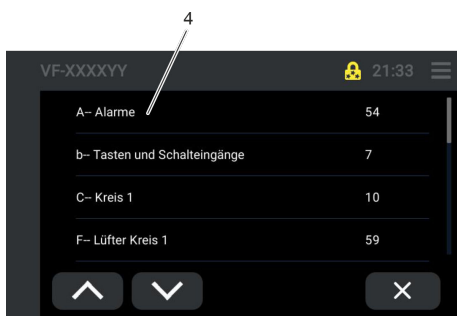 4
VF-XXXXYY 21:33
A-- Alarme 54
b-- Tasten und Schalteingänge 7
C-- Kreis 1 10
F-- Lüfter Kreis 1 59